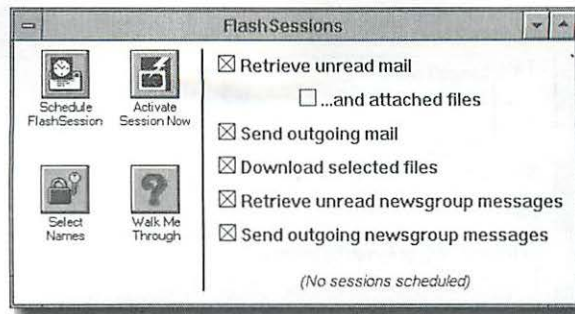 FlashSessions
Schedule
FlashSession
Activate
Session Now
Select
Names
Walk Me
Through
Retrieve unread mail
...and attached files
Send outgoing mail
Download selected files
Retrieve unread newsgroup messages
Send outgoing newsgroup messages
(No sessions scheduled)